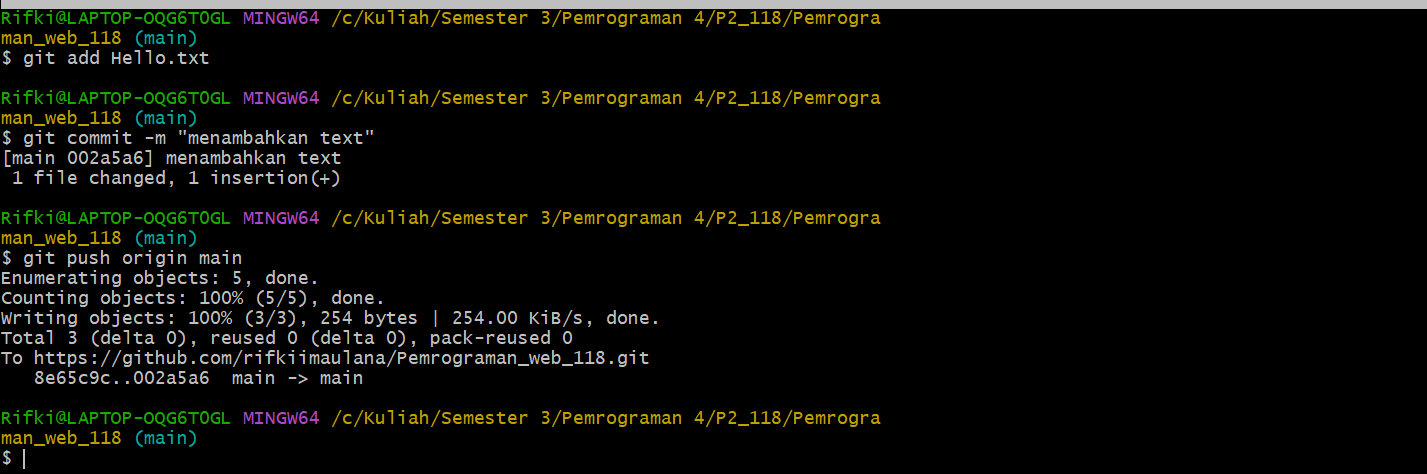 Rifki@LAPTOP-OQG6T0GL MINGW64 /c/Kuliah/Semester 3/Pemrograman 4/P2_118/Pemrogra
man_web_118 (main)
$ git add Hello.txt
Rifki@LAPTOP-OQG6T0GL MINGW64 /c/Kuliah/Semester 3/Pemrograman 4/P2_118/Pemrogra
man_web_118 (main)
$ git commit -m "menambahkan text"
[main 002a5a6] menambahkan text
 1 file changed, 1 insertion(+)
Rifki@LAPTOP-OQG6T0GL MINGW64 /c/Kuliah/Semester 3/Pemrograman 4/P2_118/Pemrogra
man_web_118 (main)
$ git push origin main
Enumerating objects: 5, done.
Counting objects: 100% (5/5), done.
Writing objects: 100% (3/3), 254 bytes | 254.00 KiB/s, done.
Total 3 (delta 0), reused 0 (delta 0), pack-reused 0
To https://github.com/rifkiimaulana/Pemrograman_web_118.git
   8e65c9c..002a5a6  main -> main
Rifki@LAPTOP-OQG6T0GL MINGW64 /c/Kuliah/Semester 3/Pemrograman 4/P2_118/Pemrogra
man_web_118 (main)
$